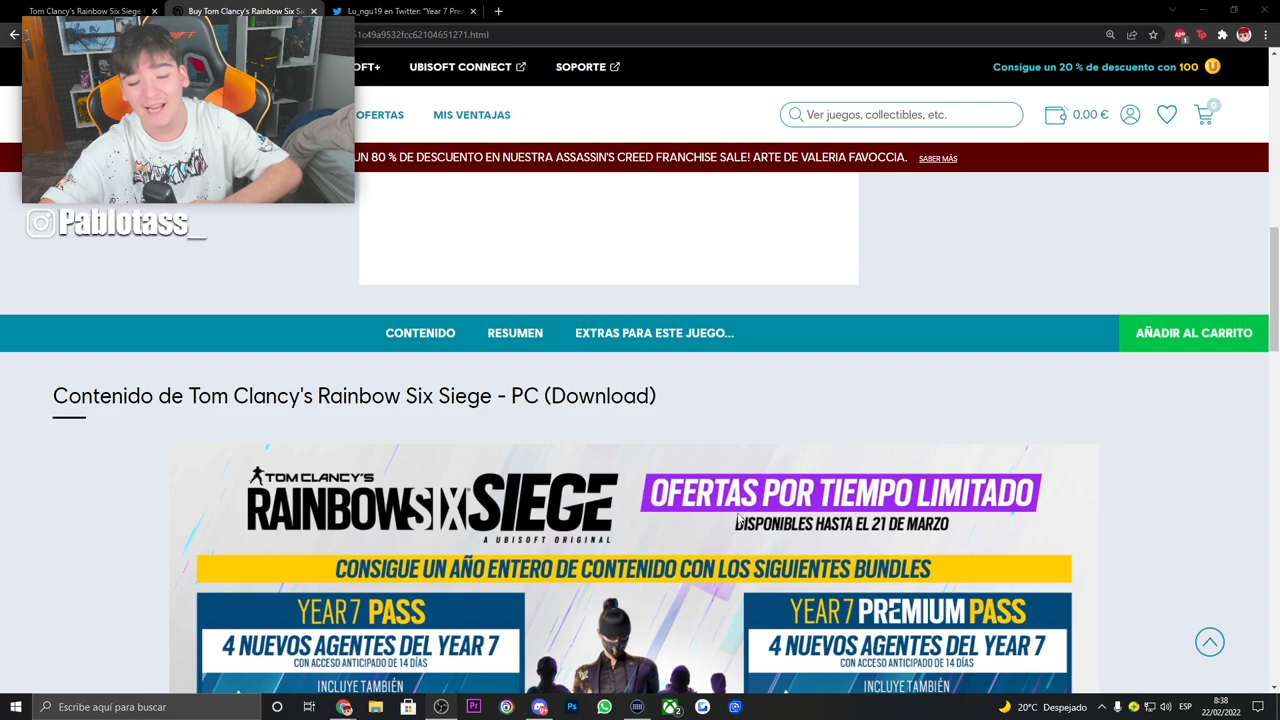 Tom Clancy's Rainbow Six Siege
Buy Tom Clancy's Rainbow Six Sie
Lu_ngu19 en Twitter: "Year 7 Prem
51c49a9532fcc62104651271.html
OFT+
UBISOFT CONNECT
SOPORTE
Consigue un 20 % de descuento con 100
OFERTAS
MIS VENTAJAS
Ver juegos, collectibles, etc.
0,00 €
0
UN 80 % DE DESCUENTO EN NUESTRA ASSASSIN'S CREED FRANCHISE SALE! ARTE DE VALERIA FAVOCCIA.
SABER MÁS
Pablotass_
CONTENIDO
RESUMEN
EXTRAS PARA ESTE JUEGO...
AÑADIR AL CARRITO
Contenido de Tom Clancy's Rainbow Six Siege - PC (Download)
TOM CLANCY'S
RAINBOWSIX SIEGE
A UBISOFT ORIGINAL
OFERTAS POR TIEMPO LIMITADO
DISPONIBLES HASTA EL 21 DE MARZO
CONSIGUE UN AÑO ENTERO DE CONTENIDO CON LOS SIGUIENTES BUNDLES
YEAR 7 PASS
4 NUEVOS AGENTES DEL YEAR 7
CON ACCESO ANTICIPADO DE 14 DÍAS
INCLUYE TAMBIÉN
YEAR 7 PREMIUM PASS
4 NUEVOS AGENTES DEL YEAR 7
CON ACCESO ANTICIPADO DE 14 DÍAS
INCLUYE TAMBIÉN
Escribe aquí para buscar
20°C Despejado
ESP
8:38
22/02/2022